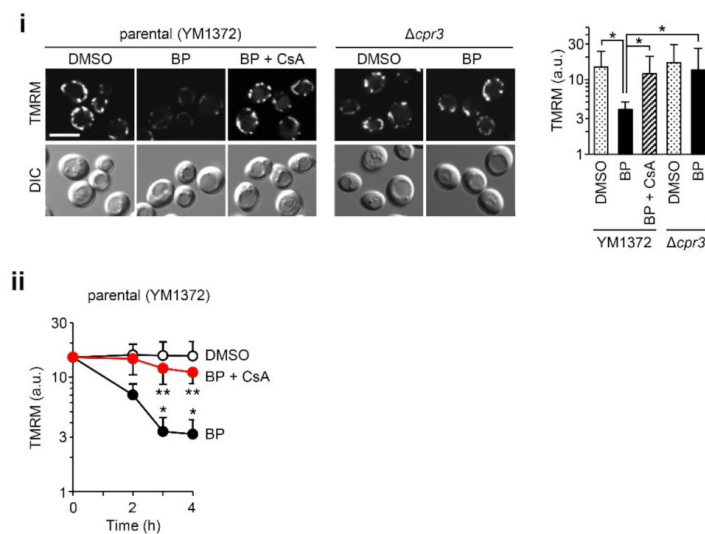 i
parental (YM1372)
Δcpr3
DMSO BP BP + CsA DMSO BP
TMRM
DIC
TMRM (a.u.)
30
10
3
1
* * *
DMSO
BP
BP + CsA
DMSO
BP
YM1372 Δcpr3
ii
parental (YM1372)
TMRM (a.u.)
30
10
3
1
DMSO
BP + CsA
** **
* *
BP
0 2 4
Time (h)